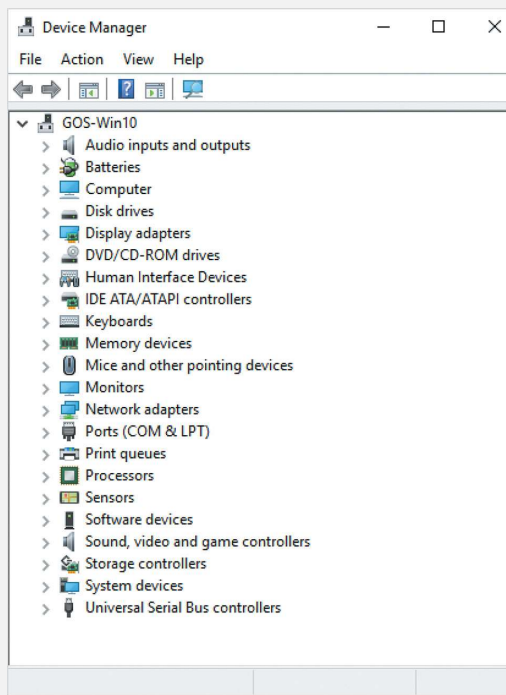 Device Manager
File Action View Help
GOS-Win10
Audio inputs and outputs
Batteries
Computer
Disk drives
Display adapters
DVD/CD-ROM drives
Human Interface Devices
IDE ATA/ATAPI controllers
Keyboards
Memory devices
Mice and other pointing devices
Monitors
Network adapters
Ports (COM & LPT)
Print queues
Processors
Sensors
Software devices
Sound, video and game controllers
Storage controllers
System devices
Universal Serial Bus controllers